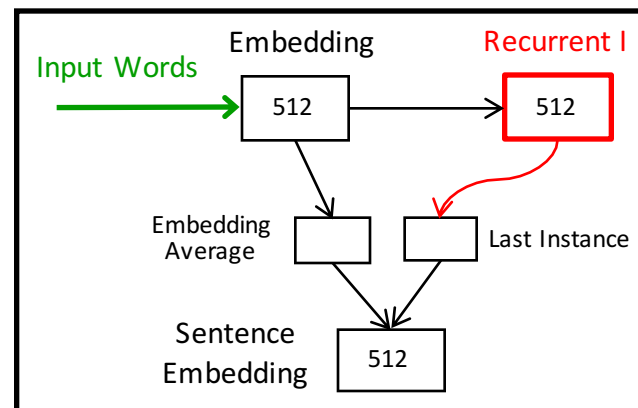 Embedding
Recurrent I
Input Words
512
512
Embedding
Average
Last Instance
Sentence
Embedding
512